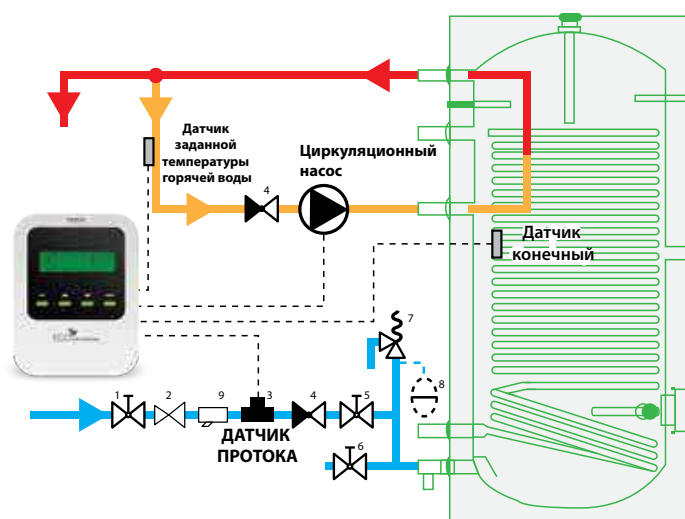 Датчик
заданной
температуры
горячей воды
Циркуляционный
насос
4
Датчик
конечный
7
8
1
2
9
3
4
5
ДАТЧИК
ПРОТОКА
6